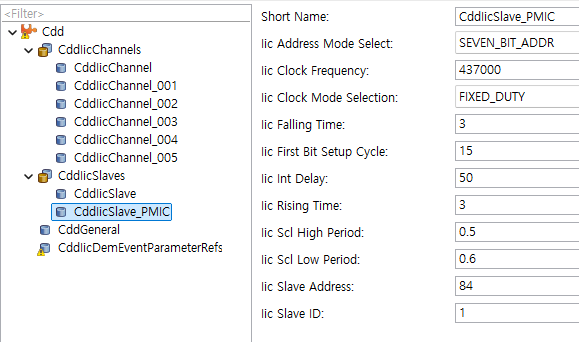 <Filter>
Cdd
CddIicChannels
CddIicChannel
CddIicChannel_001
CddIicChannel_002
CddIicChannel_003
CddIicChannel_004
CddIicChannel_005
CddIicSlaves
CddIicSlave
CddIicSlave_PMIC
CddGeneral
CddIicDemEventParameterRefs
Short Name: CddIicSlave_PMIC
Iic Address Mode Select: SEVEN_BIT_ADDR
Iic Clock Frequency: 437000
Iic Clock Mode Selection: FIXED_DUTY
Iic Falling Time: 3
Iic First Bit Setup Cycle: 15
Iic Int Delay: 50
Iic Rising Time: 3
Iic Scl High Period: 0.5
Iic Scl Low Period: 0.6
Iic Slave Address: 84
Iic Slave ID: 1